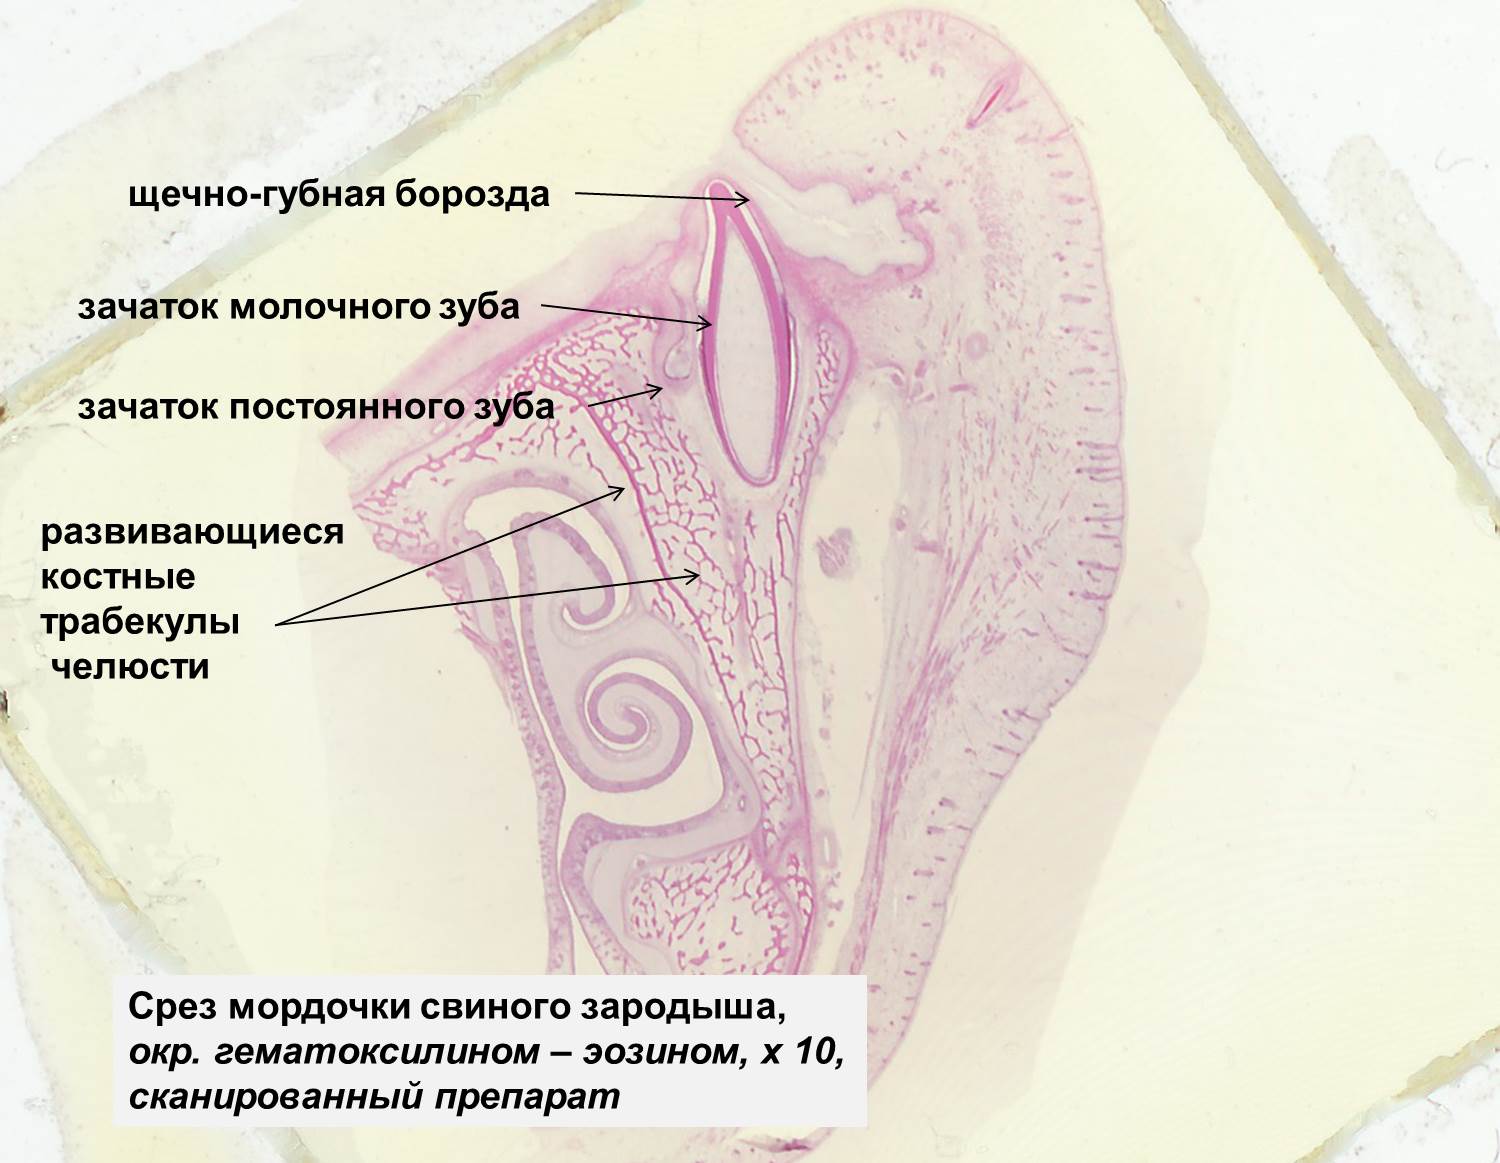 щечно-губная борозда
зачаток молочного зуба
зачаток постоянного зуба
развивающиеся
костные
трабекулы
челюсти
Срез мордочки свиного зародыша,
окр. гематоксилином – эозином, х 10,
сканированный препарат